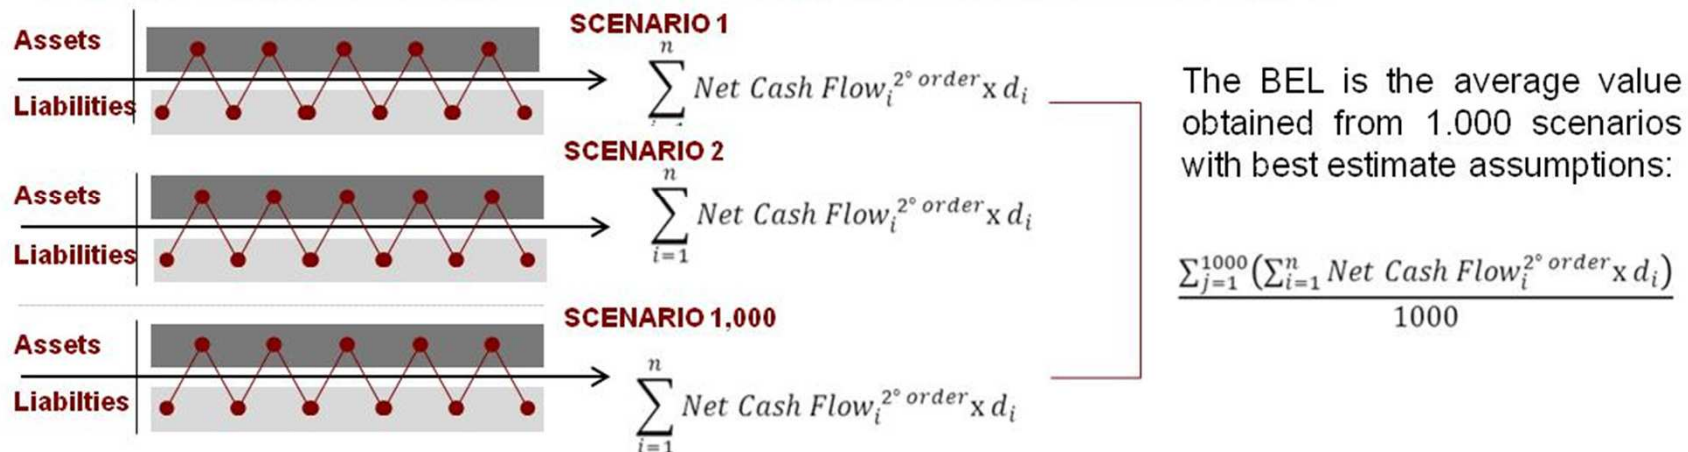 SCENARIO 1
Assets
Liabilities
n
∑ Net Cash Flow_i^{2° order} x d_i
SCENARIO 2
Assets
Liabilities
n
∑ Net Cash Flow_i^{2° order} x d_i
i=1
SCENARIO 1,000
Assets
Liabilties
n
∑ Net Cash Flow_i^{2° order} x d_i
i=1
The BEL is the average value
obtained from 1.000 scenarios
with best estimate assumptions:
∑_{j=1}^{1000}(∑_{i=1}^{n} Net Cash Flow_i^{2° order} x d_i)
1000